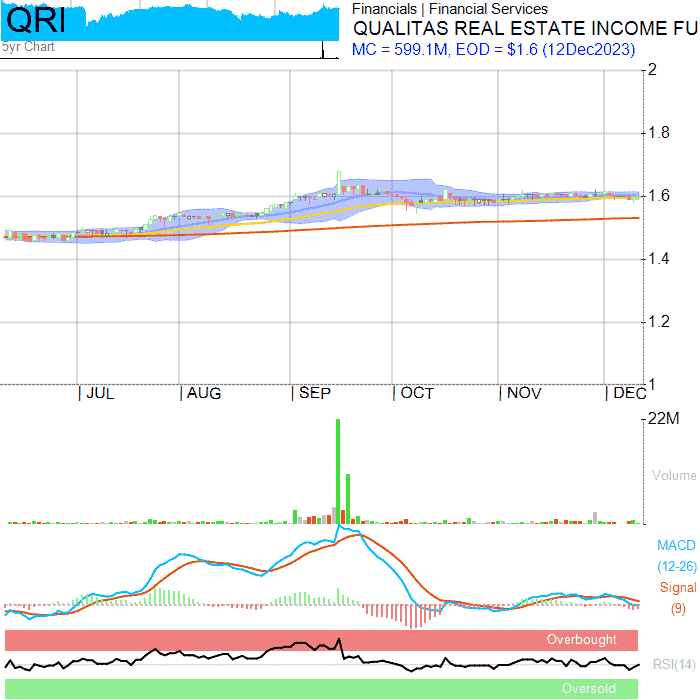 QRI
5yr Chart
Financials | Financial Services
QUALITAS REAL ESTATE INCOME FU
MC = 599.1M, EOD = $1.6 (12Dec2023)
2
1.8
1.6
1.4
1.2
1
| JUL | AUG | SEP | OCT | NOV | DEC
22M
Volume
MACD
(12-26)
Signal
(9)
Overbought
RSI(14)
Oversold